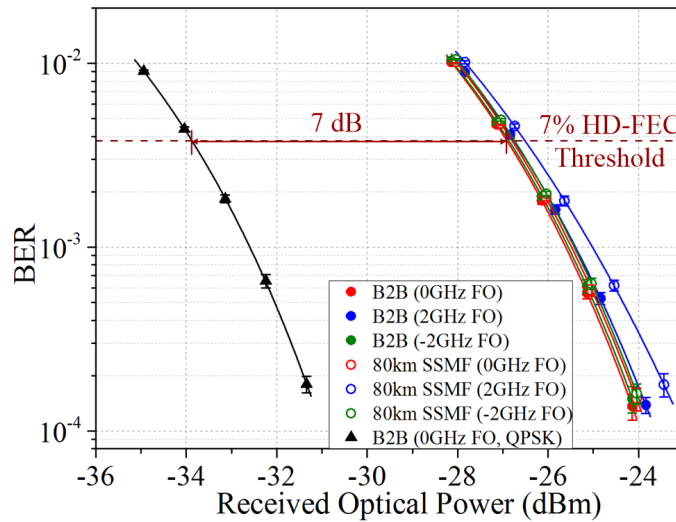 10⁻²
7 dB
7% HD-FEC
Threshold
10⁻³
BER
B2B (0GHz FO)
B2B (2GHz FO)
B2B (-2GHz FO)
80km SSMF (0GHz FO)
80km SSMF (2GHz FO)
80km SSMF (-2GHz FO)
B2B (0GHz FO, QPSK)
10⁻⁴
-36 -34 -32 -30 -28 -26 -24
Received Optical Power (dBm)